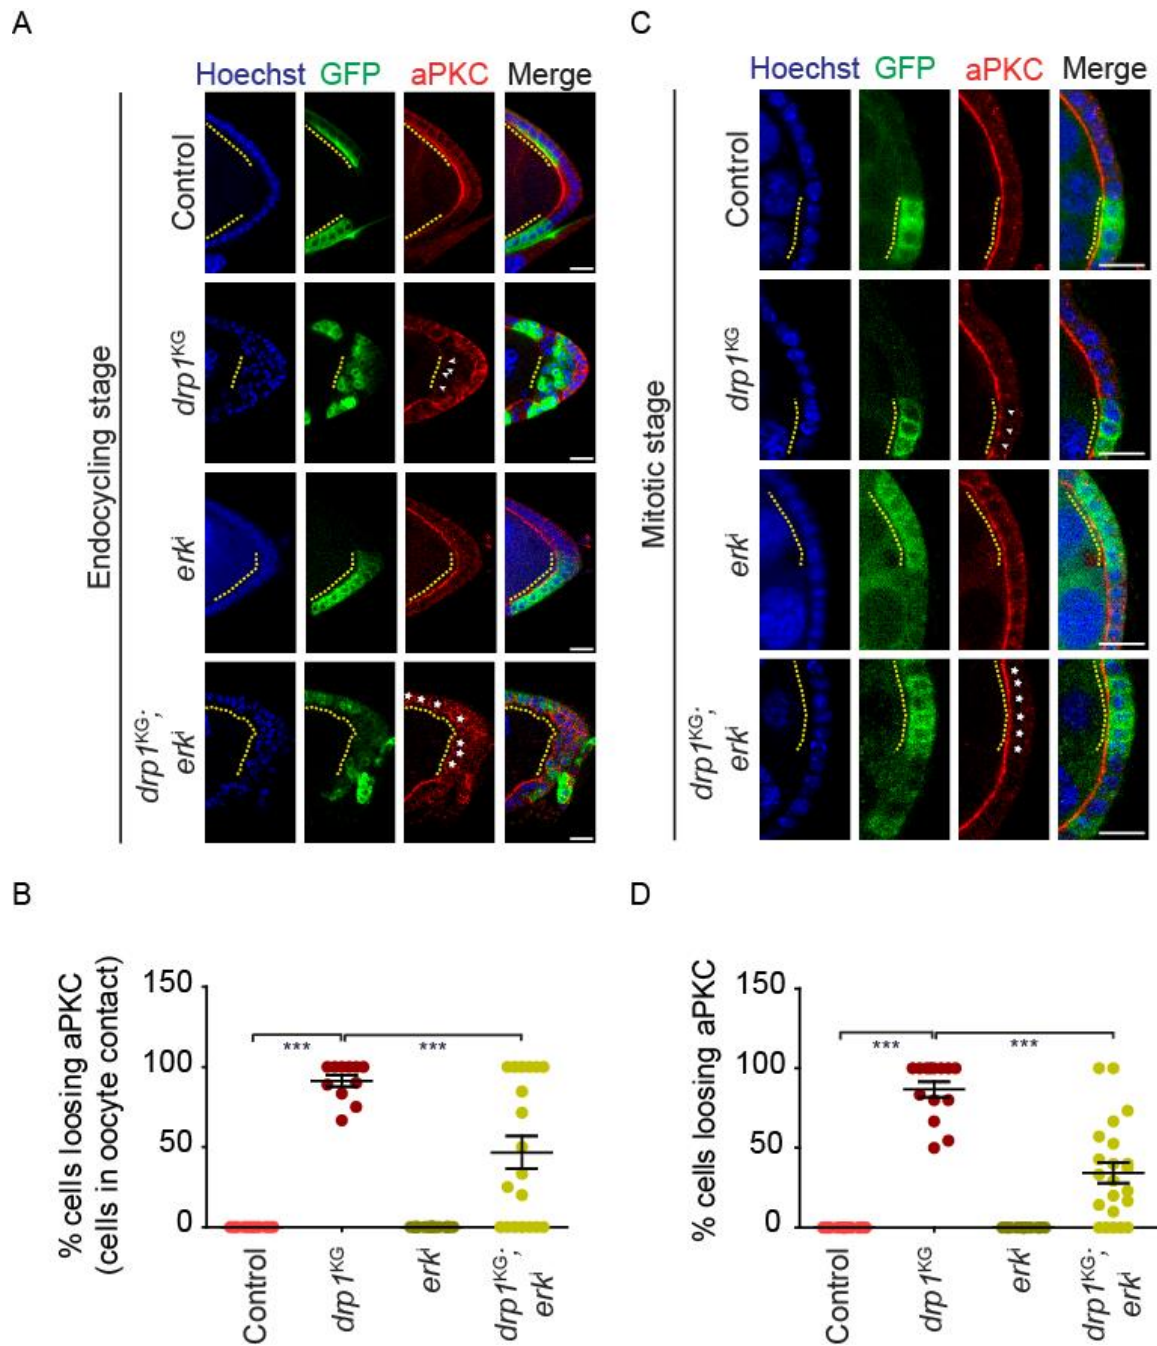 A
Hoechst GFP aPKC Merge
Endocycling stage
Control
drp1ᴷᴳ
erkⁱ
drp1ᴷᴳ;
erkⁱ
C
Hoechst GFP aPKC Merge
Mitotic stage
Control
drp1ᴷᴳ
erkⁱ
drp1ᴷᴳ;
erkⁱ
B
% cells loosing aPKC
(cells in oocyte contact)
150
100
50
0
***
***
Control
drp1ᴷᴳ
erkⁱ
drp1ᴷᴳ;
erkⁱ
D
% cells loosing aPKC
150
100
50
0
***
***
Control
drp1ᴷᴳ
erkⁱ
drp1ᴷᴳ;
erkⁱ